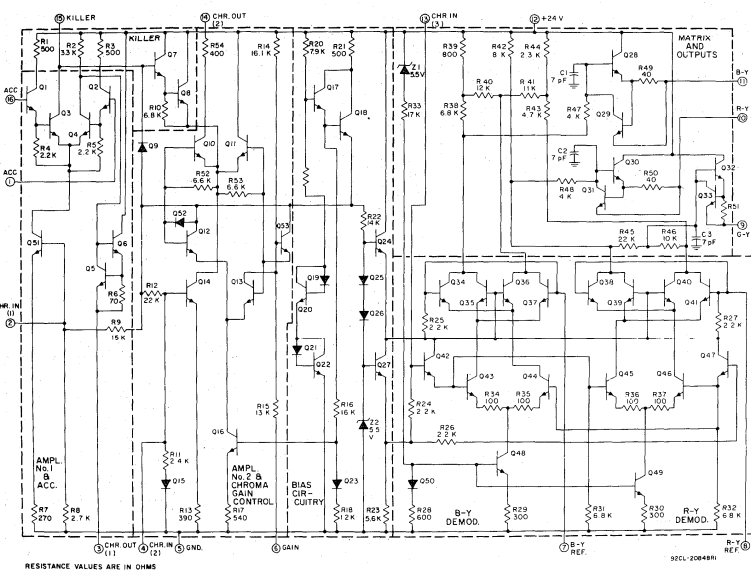 15 KILLER
14 CHR. OUT (2)
13 CHR IN (3)
12 +24 V
R1 500
R2 33 K
R3 500
KILLER
Q7
R54 400
R14 16.1 K
R20 7.9K
R21 500
R39 800
R42 8 K
R44 2.3 K
Q28
MATRIX AND OUTPUTS
Z1 5.5V
C1 7 pF
R49 40
B-Y 11
ACC 16
Q1
Q2
Q8
Q17
R 40 12 K
R 41 11 K
R10 6.8 K
Q3
Q18
R33 17 K
R38 6.8 K
R43 4.7 K
R47 4 K
R-Y 10
Q4
Q29
R4 2.2K
R5 2.2 K
Q9
Q10
Q11
C2 7 pF
Q30
Q32
R52 6.6 K
R53 6.6 K
R50 40
Q33
ACC 1
Q31
R48 4 K
R51
Q52
R22 14 K
G-Y 9
Q51
Q6
Q12
Q53
Q24
R45 22 K
R46 10 K
C3 7 pF
Q5
Q14
Q13
Q19
Q25
Q34
Q36
Q38
Q40
R6 70
R12 22 K
Q20
Q35
Q37
Q39
Q41
HR. IN (1) 2
Q26
R25 2 2 K
R27 2 2 K
R9 15 K
Q21
Q22
Q27
Q42
Q43
Q44
Q45
Q46
Q47
R34 100
R35 100
R36 100
R37 100
R15 13 K
R16 16 K
Z2 5 5 V
R24 2 2 K
Q16
R26 2 2 K
AMPL. No.1 & ACC.
R11 2 4 K
AMPL. No. 2 & CHROMA GAIN CONTROL
BIAS CIR-CUITRY
Q48
Q15
Q23
Q50
Q49
R7 270
R8 2.7 K
R13 390
R17 540
R18 1.2 K
R23 5.6K
R28 600
B-Y DEMOD.
R29 300
R31 6.8 K
R30 300
R-Y DEMOD.
R32 6.8 K
3 CHR. OUT (1)
4 CHR. IN (2)
5 GND.
6 GAIN
7 B-Y REF.
R-Y REF. 8
92CL-20848R1
RESISTANCE VALUES ARE IN OHMS